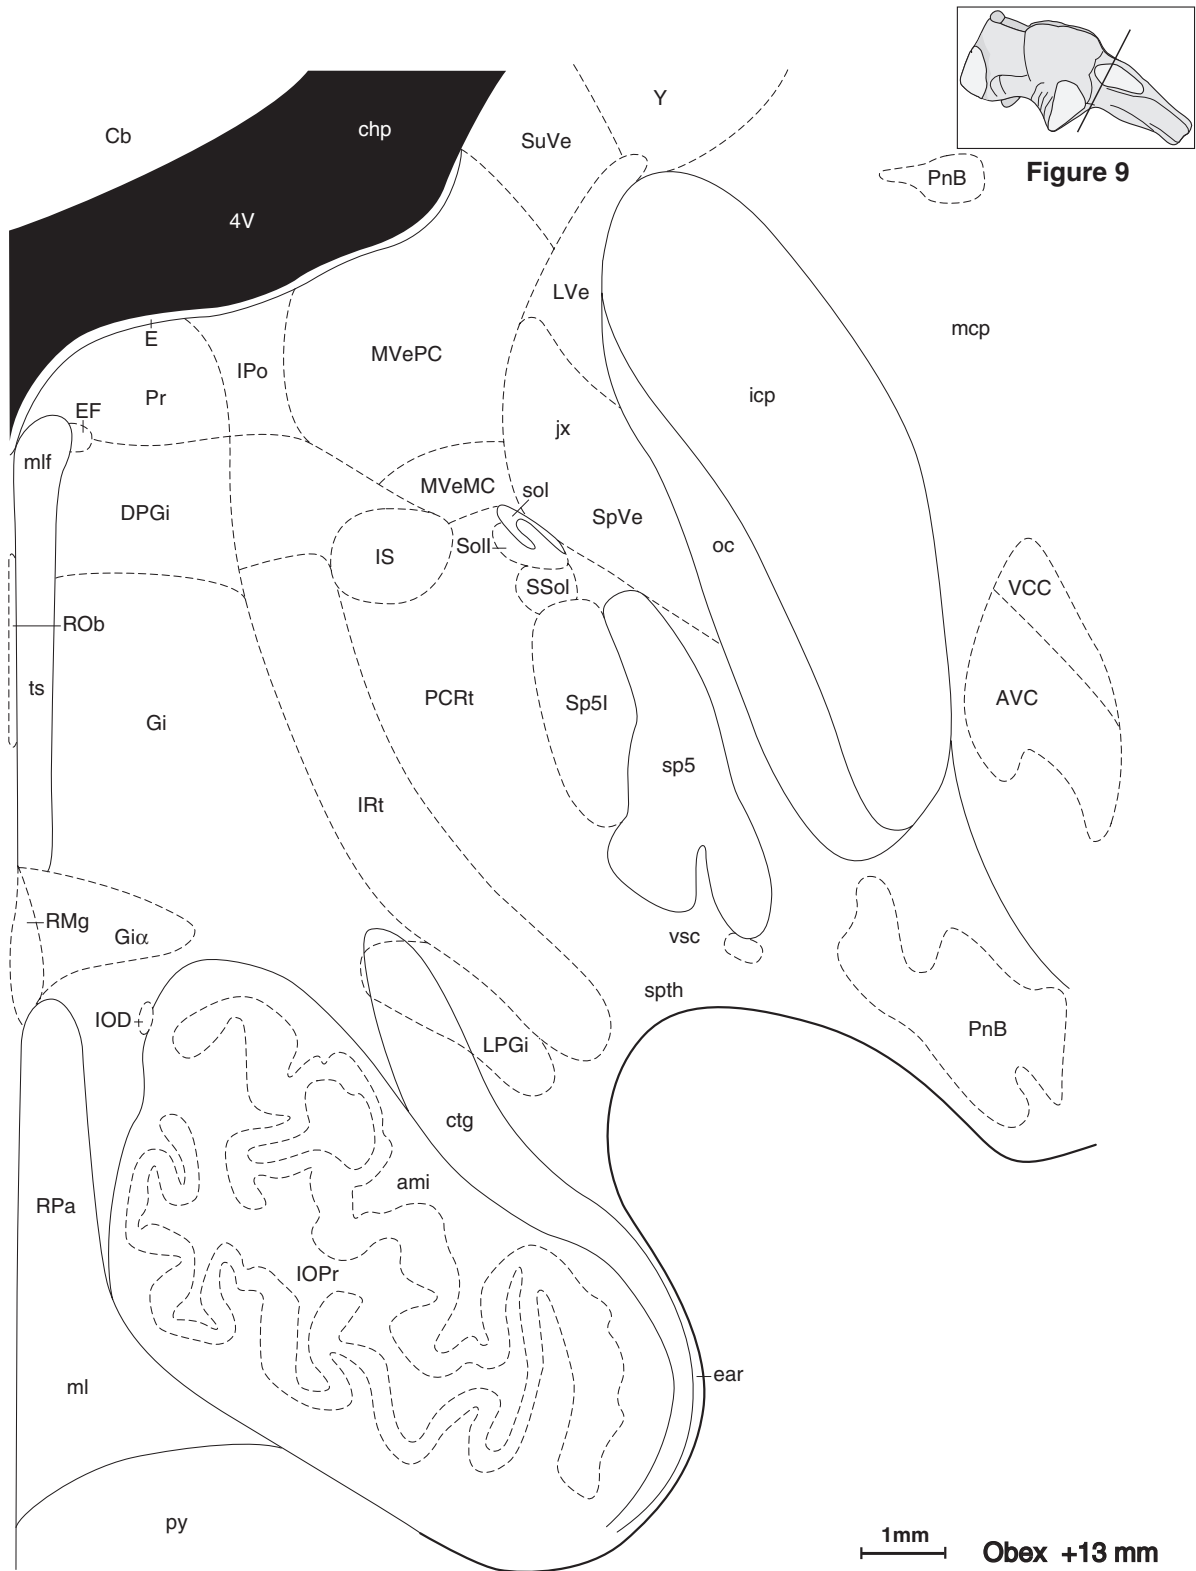 Y
Cb
chp
SuVe
Figure 9
PnB
4V
LVe
mcp
E
MVePC
IPo
Pr
icp
EF
jx
mlf
MVeMC
sol
DPGi
SpVe
SolI
IS
oc
SSol
VCC
ROb
ts
PCRt
Sp5I
AVC
Gi
sp5
IRt
RMg
Giα
vsc
spth
IOD
PnB
LPGi
ctg
ami
RPa
IOPr
ear
ml
py
1mm
Obex +13 mm